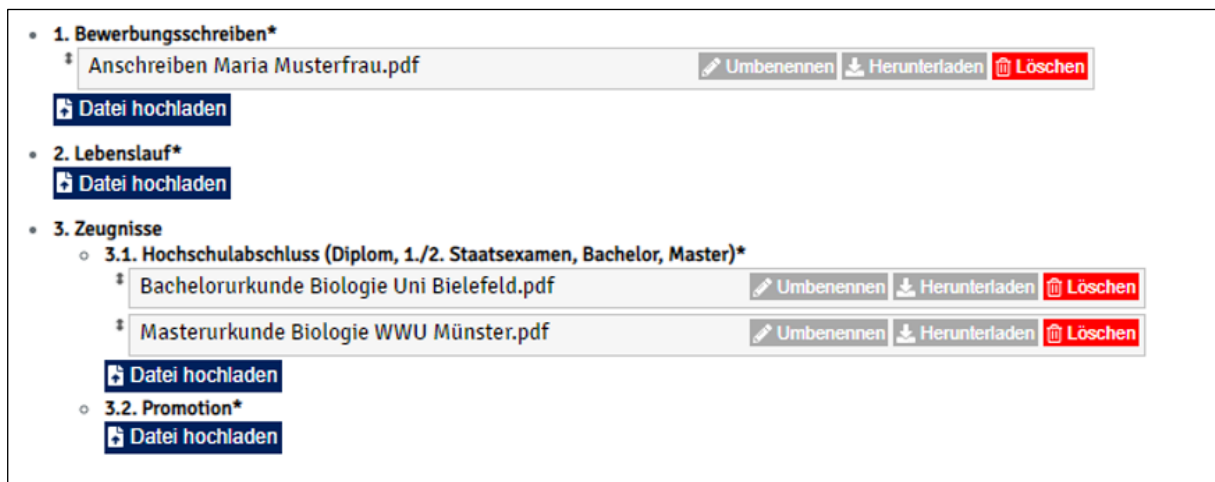 1. Bewerbungsschreiben*
Anschreiben Maria Musterfrau.pdf Umbenennen Herunterladen Löschen
Datei hochladen
2. Lebenslauf*
Datei hochladen
3. Zeugnisse
3.1. Hochschulabschluss (Diplom, 1./2. Staatsexamen, Bachelor, Master)*
Bachelorurkunde Biologie Uni Bielefeld.pdf Umbenennen Herunterladen Löschen
Masterurkunde Biologie WWU Münster.pdf Umbenennen Herunterladen Löschen
Datei hochladen
3.2. Promotion*
Datei hochladen